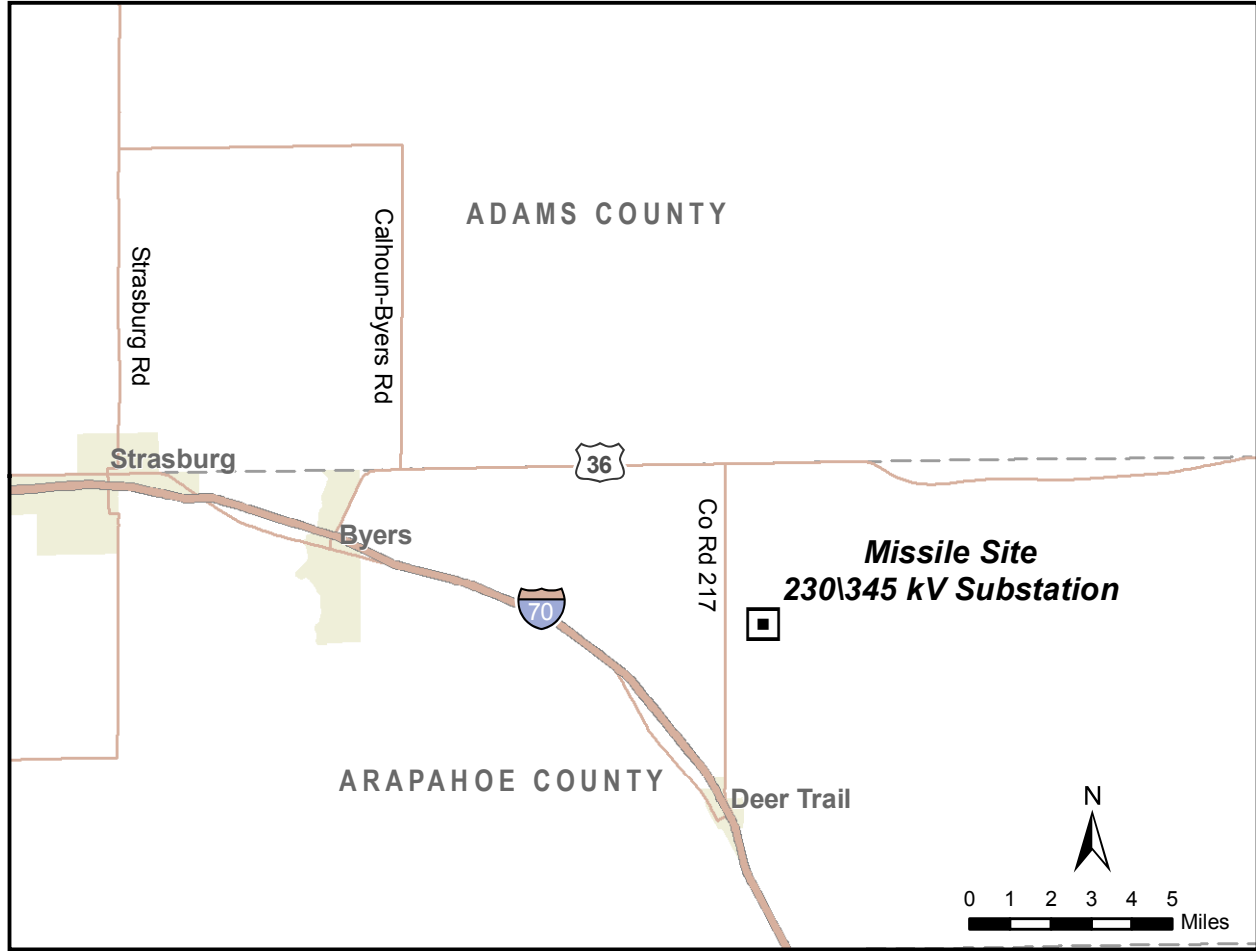 ADAMS COUNTY
Calhoun-Byers Rd
Strasburg Rd
Strasburg
36
Co Rd 217
Byers
Missile Site
230\345 kV Substation
70
ARAPAHOE COUNTY
Deer Trail
N
0 1 2 3 4 5
Miles